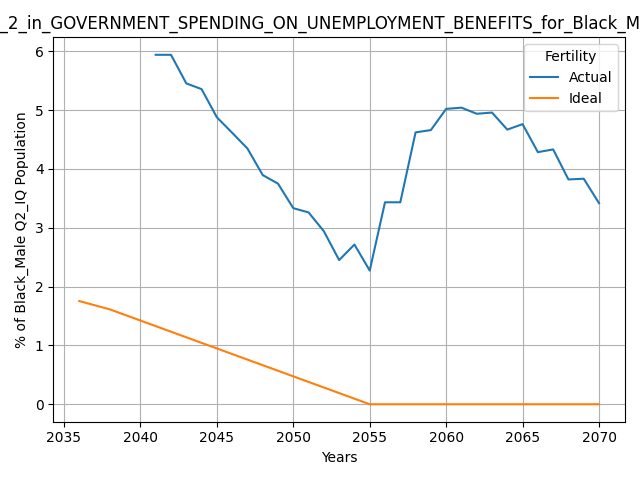 _2_in_GOVERNMENT_SPENDING_ON_UNEMPLOYMENT_BENEFITS_for_Black_M
Fertility
Actual
Ideal
% of Black_Male Q2_IQ Population
6
5
4
3
2
1
0
2035 2040 2045 2050 2055 2060 2065 2070
Years